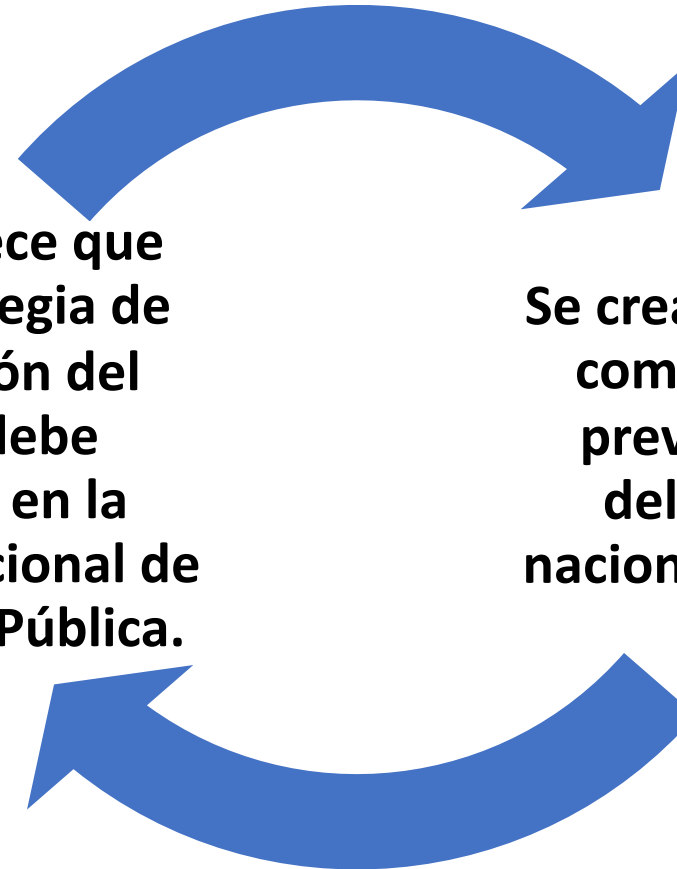 ece que
egia de
ón del
debe
en la
cional de
Pública.
Se crea
com
prev
del
nacion